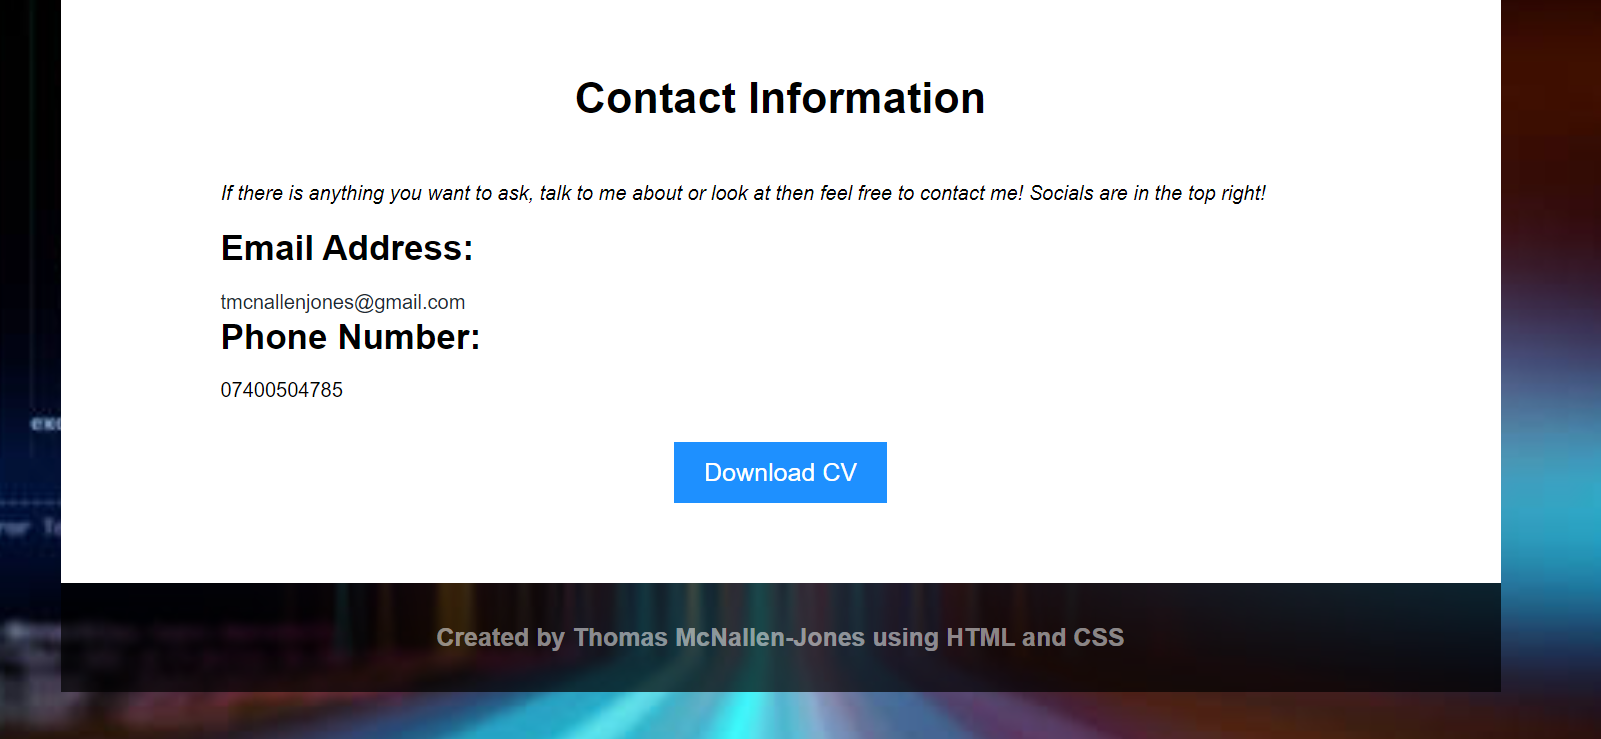 Contact Information
If there is anything you want to ask, talk to me about or look at then feel free to contact me! Socials are in the top right!
Email Address:
tmcnallenjones@gmail.com
Phone Number:
07400504785
Download CV
Created by Thomas McNallen-Jones using HTML and CSS